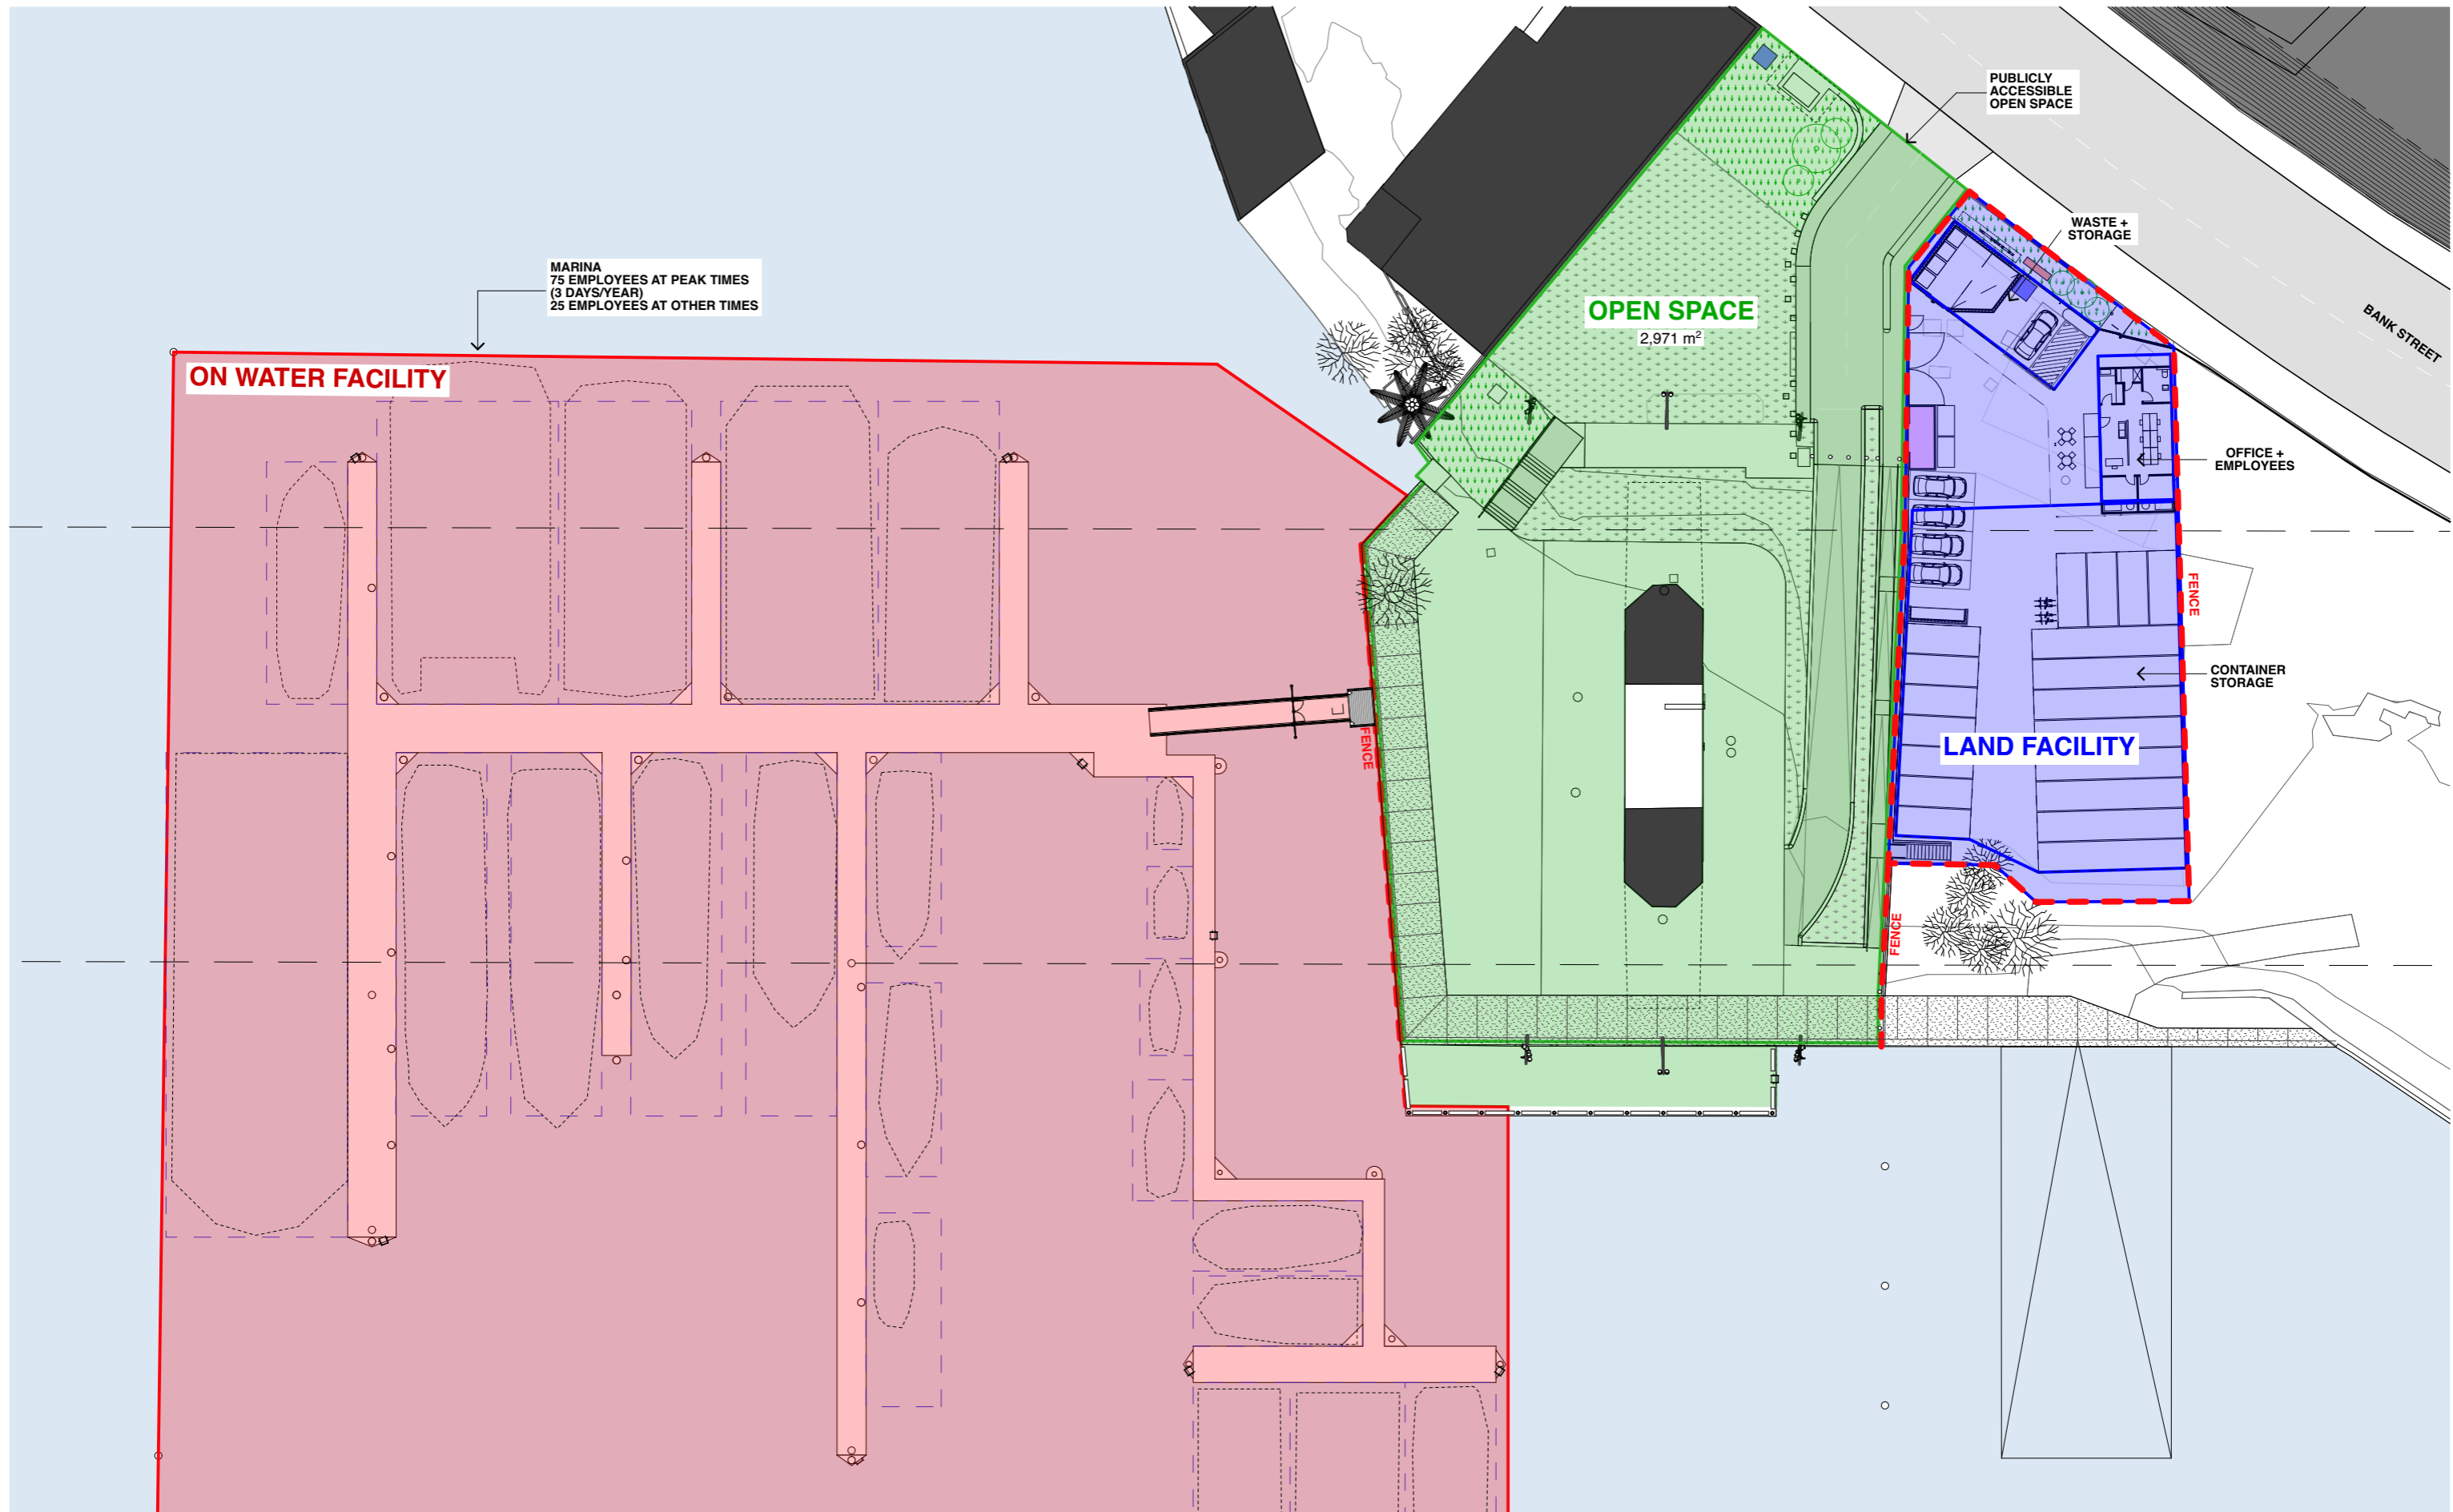 PUBLICLY
ACCESSIBLE
OPEN SPACE
WASTE +
STORAGE
MARINA
75 EMPLOYEES AT PEAK TIMES
(3 DAYS/YEAR)
25 EMPLOYEES AT OTHER TIMES
OPEN SPACE
2,971 m²
BANK STREET
ON WATER FACILITY
OFFICE +
EMPLOYEES
FENCE
CONTAINER
STORAGE
FENCE
LAND FACILITY
FENCE